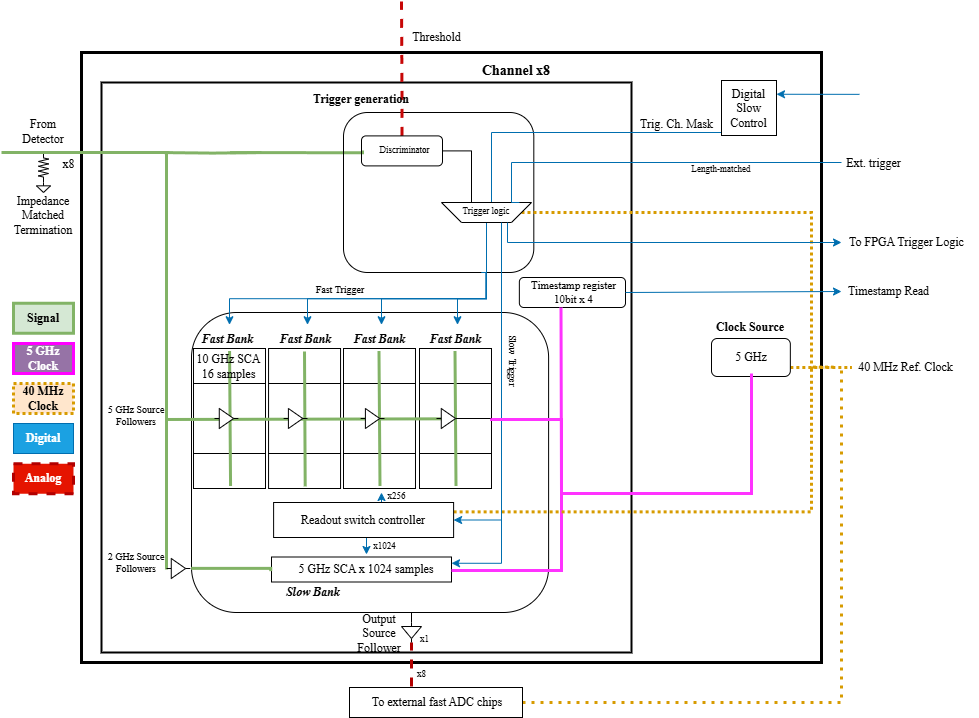 Threshold
Channel x8
Trigger generation
Digital
Slow
Control
From
Detector
Trig. Ch. Mask
Discriminator
x8
Ext. trigger
Length-matched
Impedance
Matched
Termination
Trigger logic
To FPGA Trigger Logic
Fast Trigger
Timestamp register
10bit x 4
Timestamp Read
Signal
Clock Source
Fast Bank
Fast Bank
Fast Bank
Fast Bank
Slow Trigger
5 GHz
Clock
10 GHz SCA
16 samples
5 GHz
40 MHz Ref. Clock
40 MHz
Clock
5 GHz Source
Followers
Digital
Analog
x256
Readout switch controller
x1024
2 GHz Source
Followers
5 GHz SCA x 1024 samples
Slow Bank
Output
Source
Follower
x1
x8
To external fast ADC chips